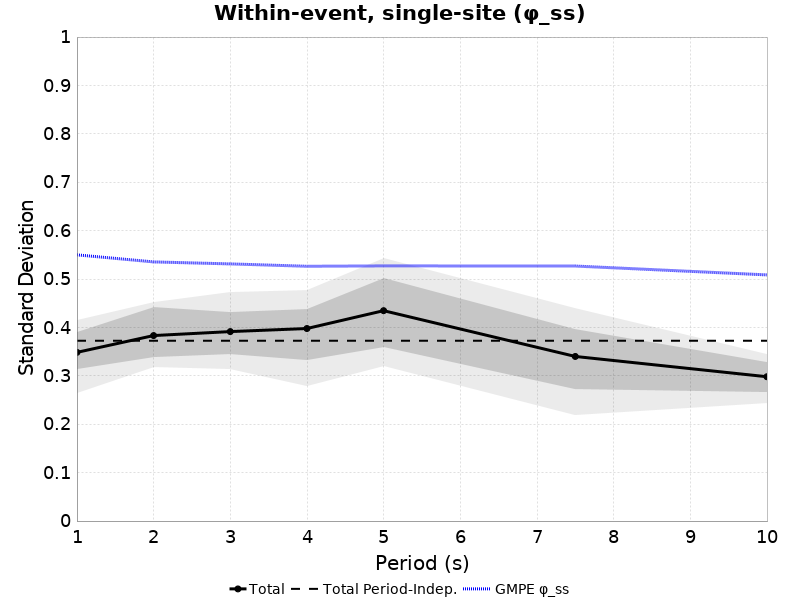 Within-event, single-site (φ_ss)
1
0.9
0.8
0.7
0.6
0.5
0.4
0.3
0.2
0.1
0
Standard Deviation
1 2 3 4 5 6 7 8 9 10
Period (s)
Total Total Period-Indep. GMPE φ_ss